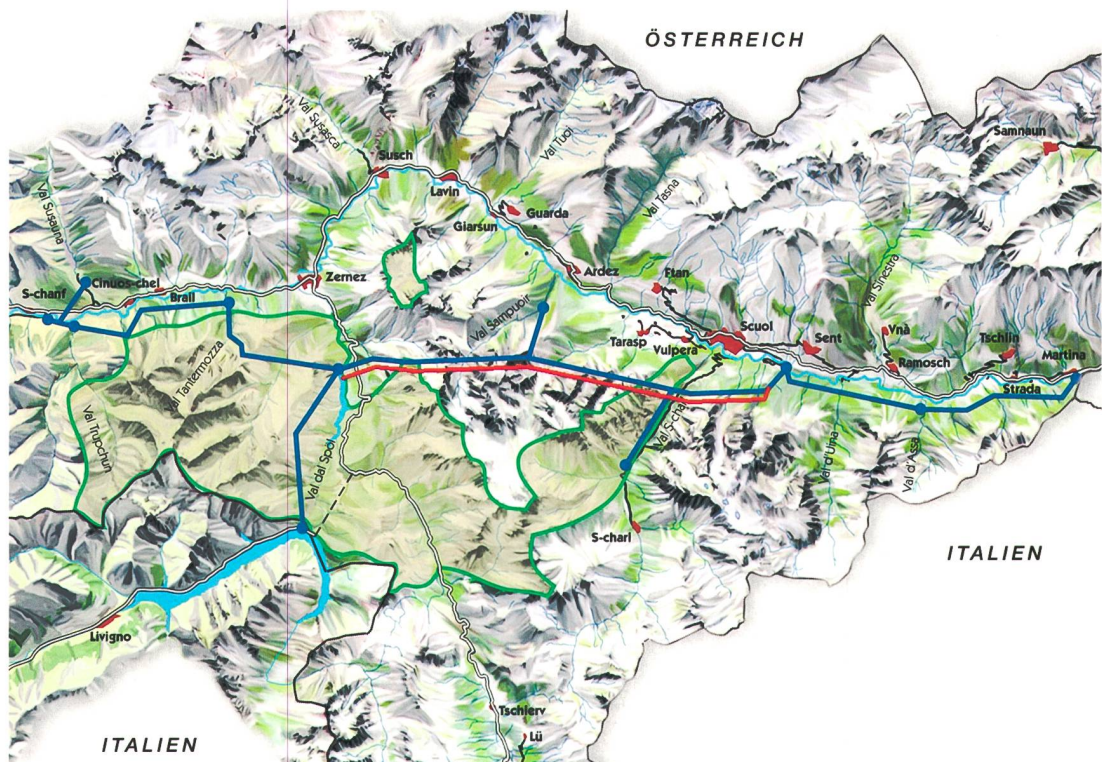 ÖSTERREICH
Samnaun
Val Susasca
Val Tuoi
Susch
Lavin
Val Tasna
Val Susauna
Guarda
Giarsun
Val Sinestra
Ardez
Ftan
Zernez
Cinuos-chel
S-chanf
Brail
Val Sampuoir
Scuol
Sent
Vnà
Tschlin
Tarasp
Vulpera
Martina
Ramosch
Strada
Val Tantermozza
Val Trupchun
Val S-charl
Val d'Uina
Val d'Assa
Val dal Spöl
S-charl
ITALIEN
Livigno
Tschierv
Lü
ITALIEN